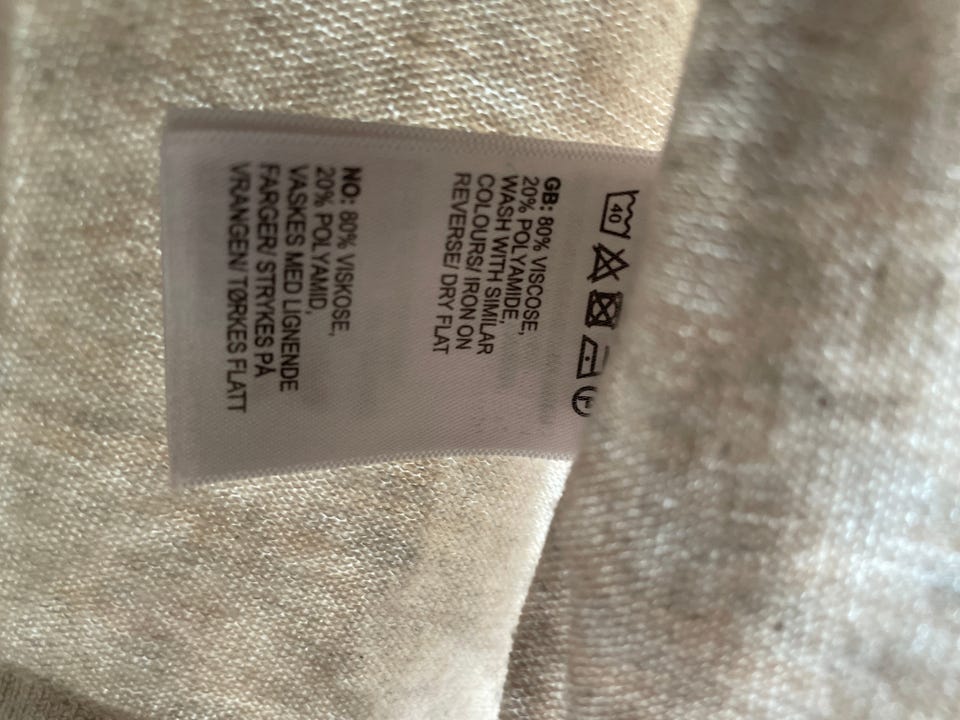 40
P
GB: 80% VISCOSE,
20% POLYAMIDE,
WASH WITH SIMILAR
COLOURS/ IRON ON
REVERSE/ DRY FLAT
NO: 80% VISKOSE,
20% POLYAMID,
VASKES MED LIGNENDE
FARGER/ STRYKES PÅ
VRANGEN/ TØRKES FLATT